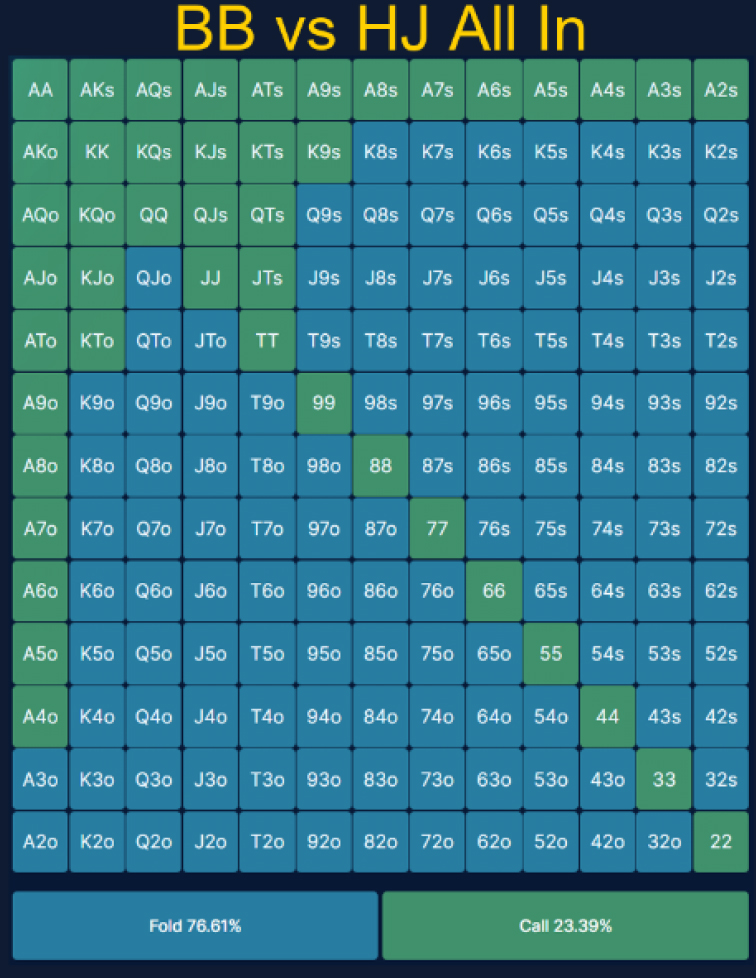 BB vs HJ All In
AA AKs AQs AJs ATs A9s A8s A7s A6s A5s A4s A3s A2s
AKo KK KQs KJs KTs K9s K8s K7s K6s K5s K4s K3s K2s
AQo KQo QQ QJs QTs Q9s Q8s Q7s Q6s Q5s Q4s Q3s Q2s
AJo KJo QJo JJ JTs J9s J8s J7s J6s J5s J4s J3s J2s
ATo KTo QTo JTo TT T9s T8s T7s T6s T5s T4s T3s T2s
A9o K9o Q9o J9o T9o 99 98s 97s 96s 95s 94s 93s 92s
A8o K8o Q8o J8o T8o 98o 88 87s 86s 85s 84s 83s 82s
A7o K7o Q7o J7o T7o 97o 87o 77 76s 75s 74s 73s 72s
A6o K6o Q6o J6o T6o 96o 86o 76o 66 65s 64s 63s 62s
A5o K5o Q5o J5o T5o 95o 85o 75o 65o 55 54s 53s 52s
A4o K4o Q4o J4o T4o 94o 84o 74o 64o 54o 44 43s 42s
A3o K3o Q3o J3o T3o 93o 83o 73o 63o 53o 43o 33 32s
A2o K2o Q2o J2o T2o 92o 82o 72o 62o 52o 42o 32o 22
Fold 76.61% Call 23.39%